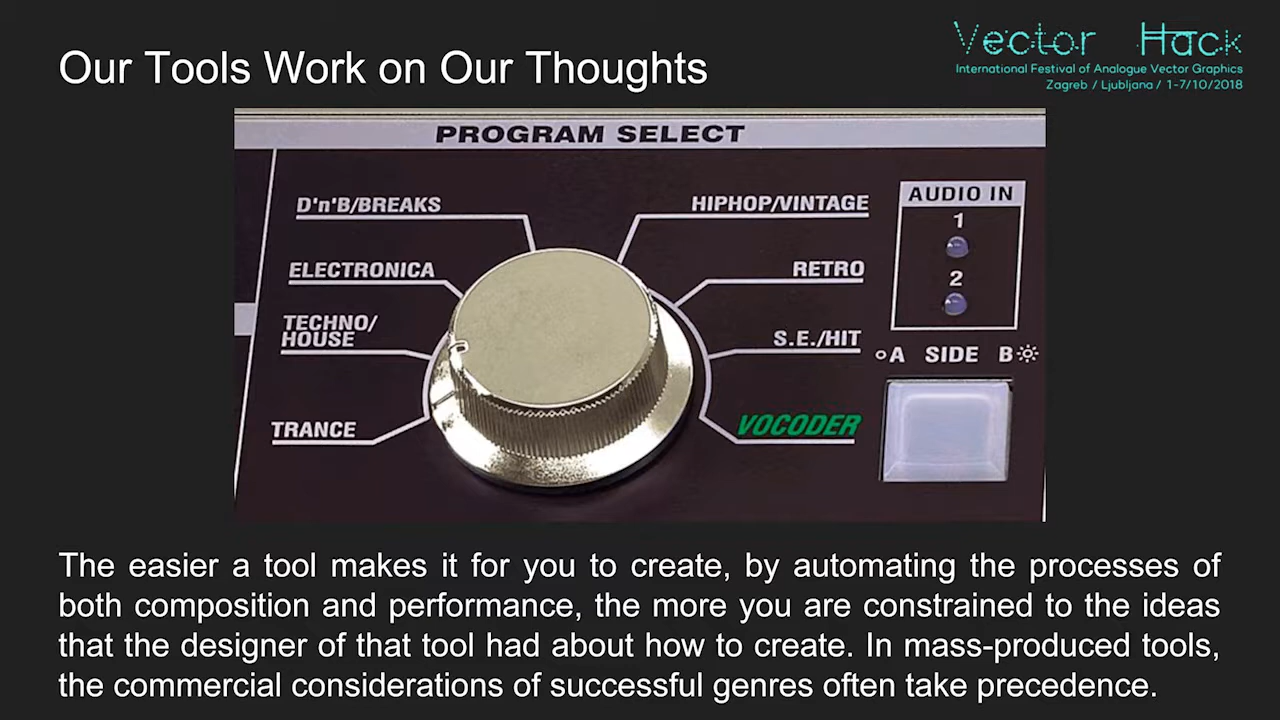 Our Tools Work on Our Thoughts
Vector Hack
International Festival of Analogue Vector Graphics
Zagreb / Ljubljana / 1-7/10/2018
PROGRAM SELECT
D'n'B/BREAKS
HIPHOP/VINTAGE
ELECTRONICA
RETRO
TECHNO/
HOUSE
S.E./HIT
TRANCE
VOCODER
AUDIO IN
1
2
A SIDE B
The easier a tool makes it for you to create, by automating the processes of
both composition and performance, the more you are constrained to the ideas
that the designer of that tool had about how to create. In mass-produced tools,
the commercial considerations of successful genres often take precedence.